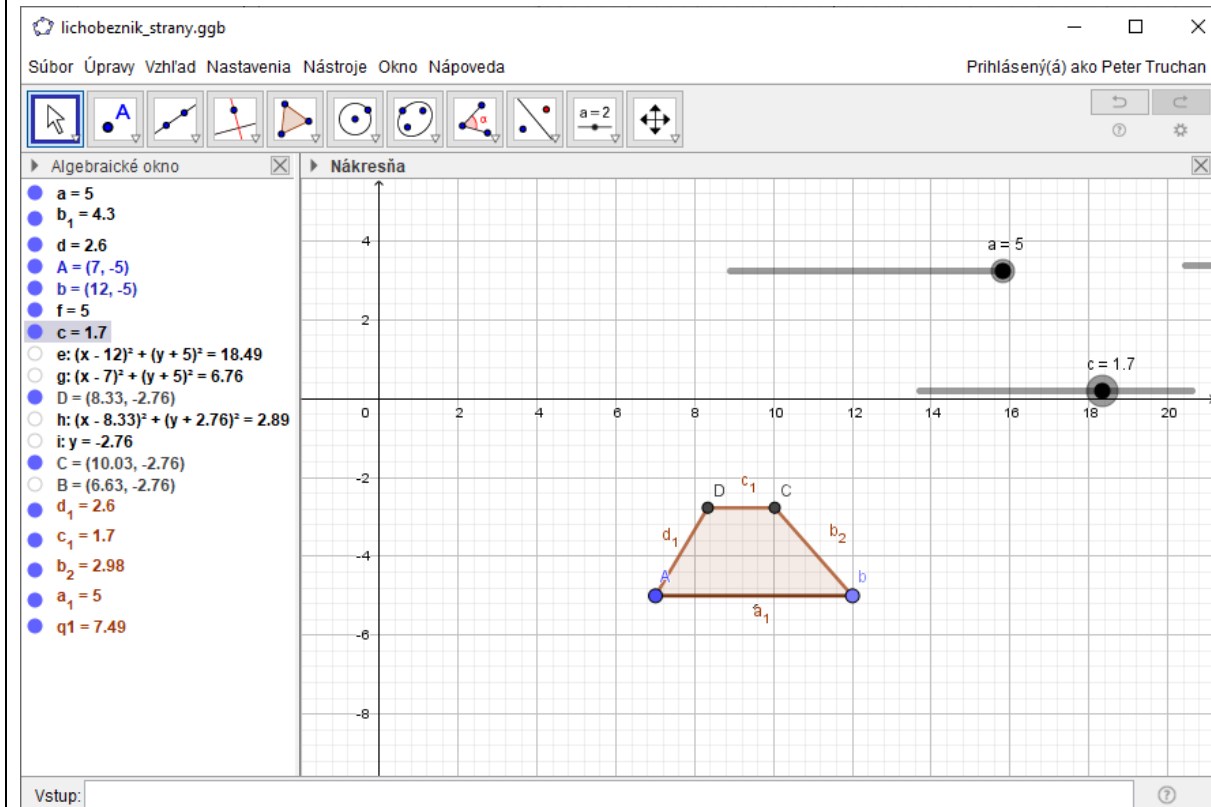 lichobeznik_strany.ggb
Súbor Úpravy Vzhľad Nastavenia Nástroje Okno Nápoveda Prihlásený(á) ako Peter Truchan
A α a = 2
Algebraické okno
Nákresňa
a = 5
b₁ = 4.3
d = 2.6
A = (7, -5)
b = (12, -5)
f = 5
c = 1.7
e: (x - 12)² + (y + 5)² = 18.49
g: (x - 7)² + (y + 5)² = 6.76
D = (8.33, -2.76)
h: (x - 8.33)² + (y + 2.76)² = 2.89
i: y = -2.76
C = (10.03, -2.76)
B = (6.63, -2.76)
d₁ = 2.6
c₁ = 1.7
b₂ = 2.98
a₁ = 5
q1 = 7.49
a = 5
c = 1.7
4
2
0 2 4 6 8 10 12 14 16 18 20
-2
-4
-6
-8
D c₁ C
d₁ b₂
A b
a₁
Vstup: